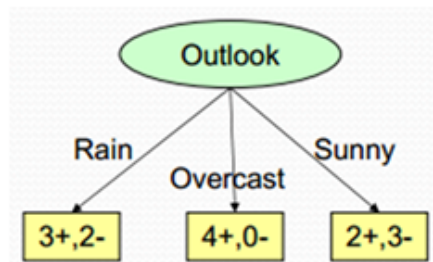 Outlook
Rain
Sunny
Overcast
3+,2-
4+,0-
2+,3-